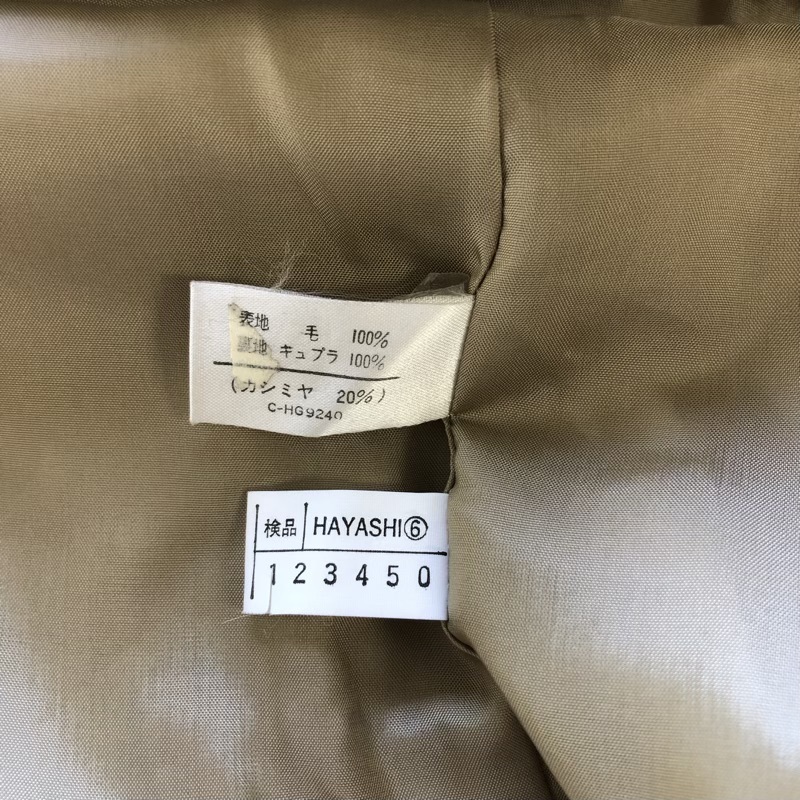 表地 毛 100%
裏地 キュプラ 100%
(カシミヤ 20%)
C-HG9240
検品 HAYASHI⑥
1 2 3 4 5 0